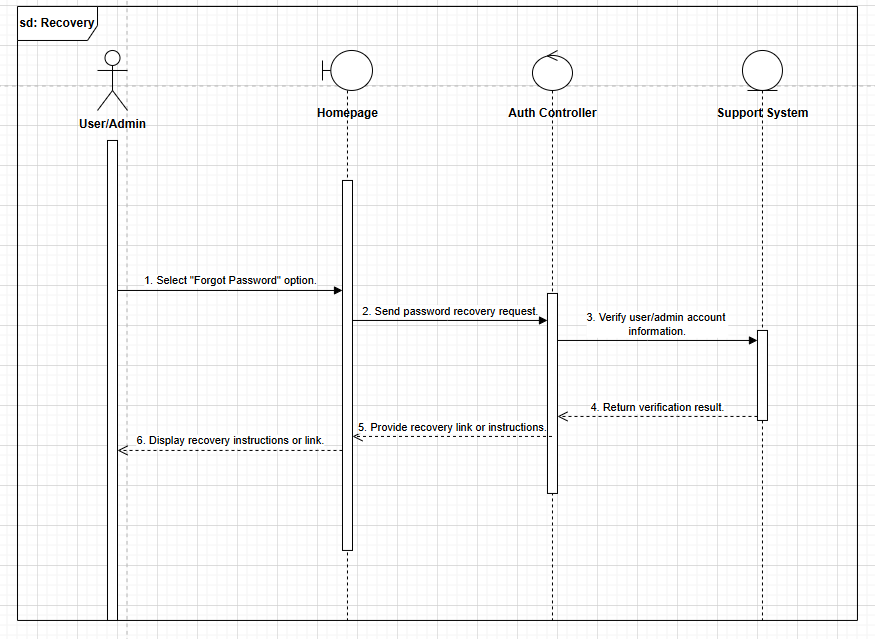 sd: Recovery
User/Admin
Homepage
Auth Controller
Support System
1. Select "Forgot Password" option.
2. Send password recovery request.
3. Verify user/admin account
information.
4. Return verification result.
5. Provide recovery link or instructions.
6. Display recovery instructions or link.